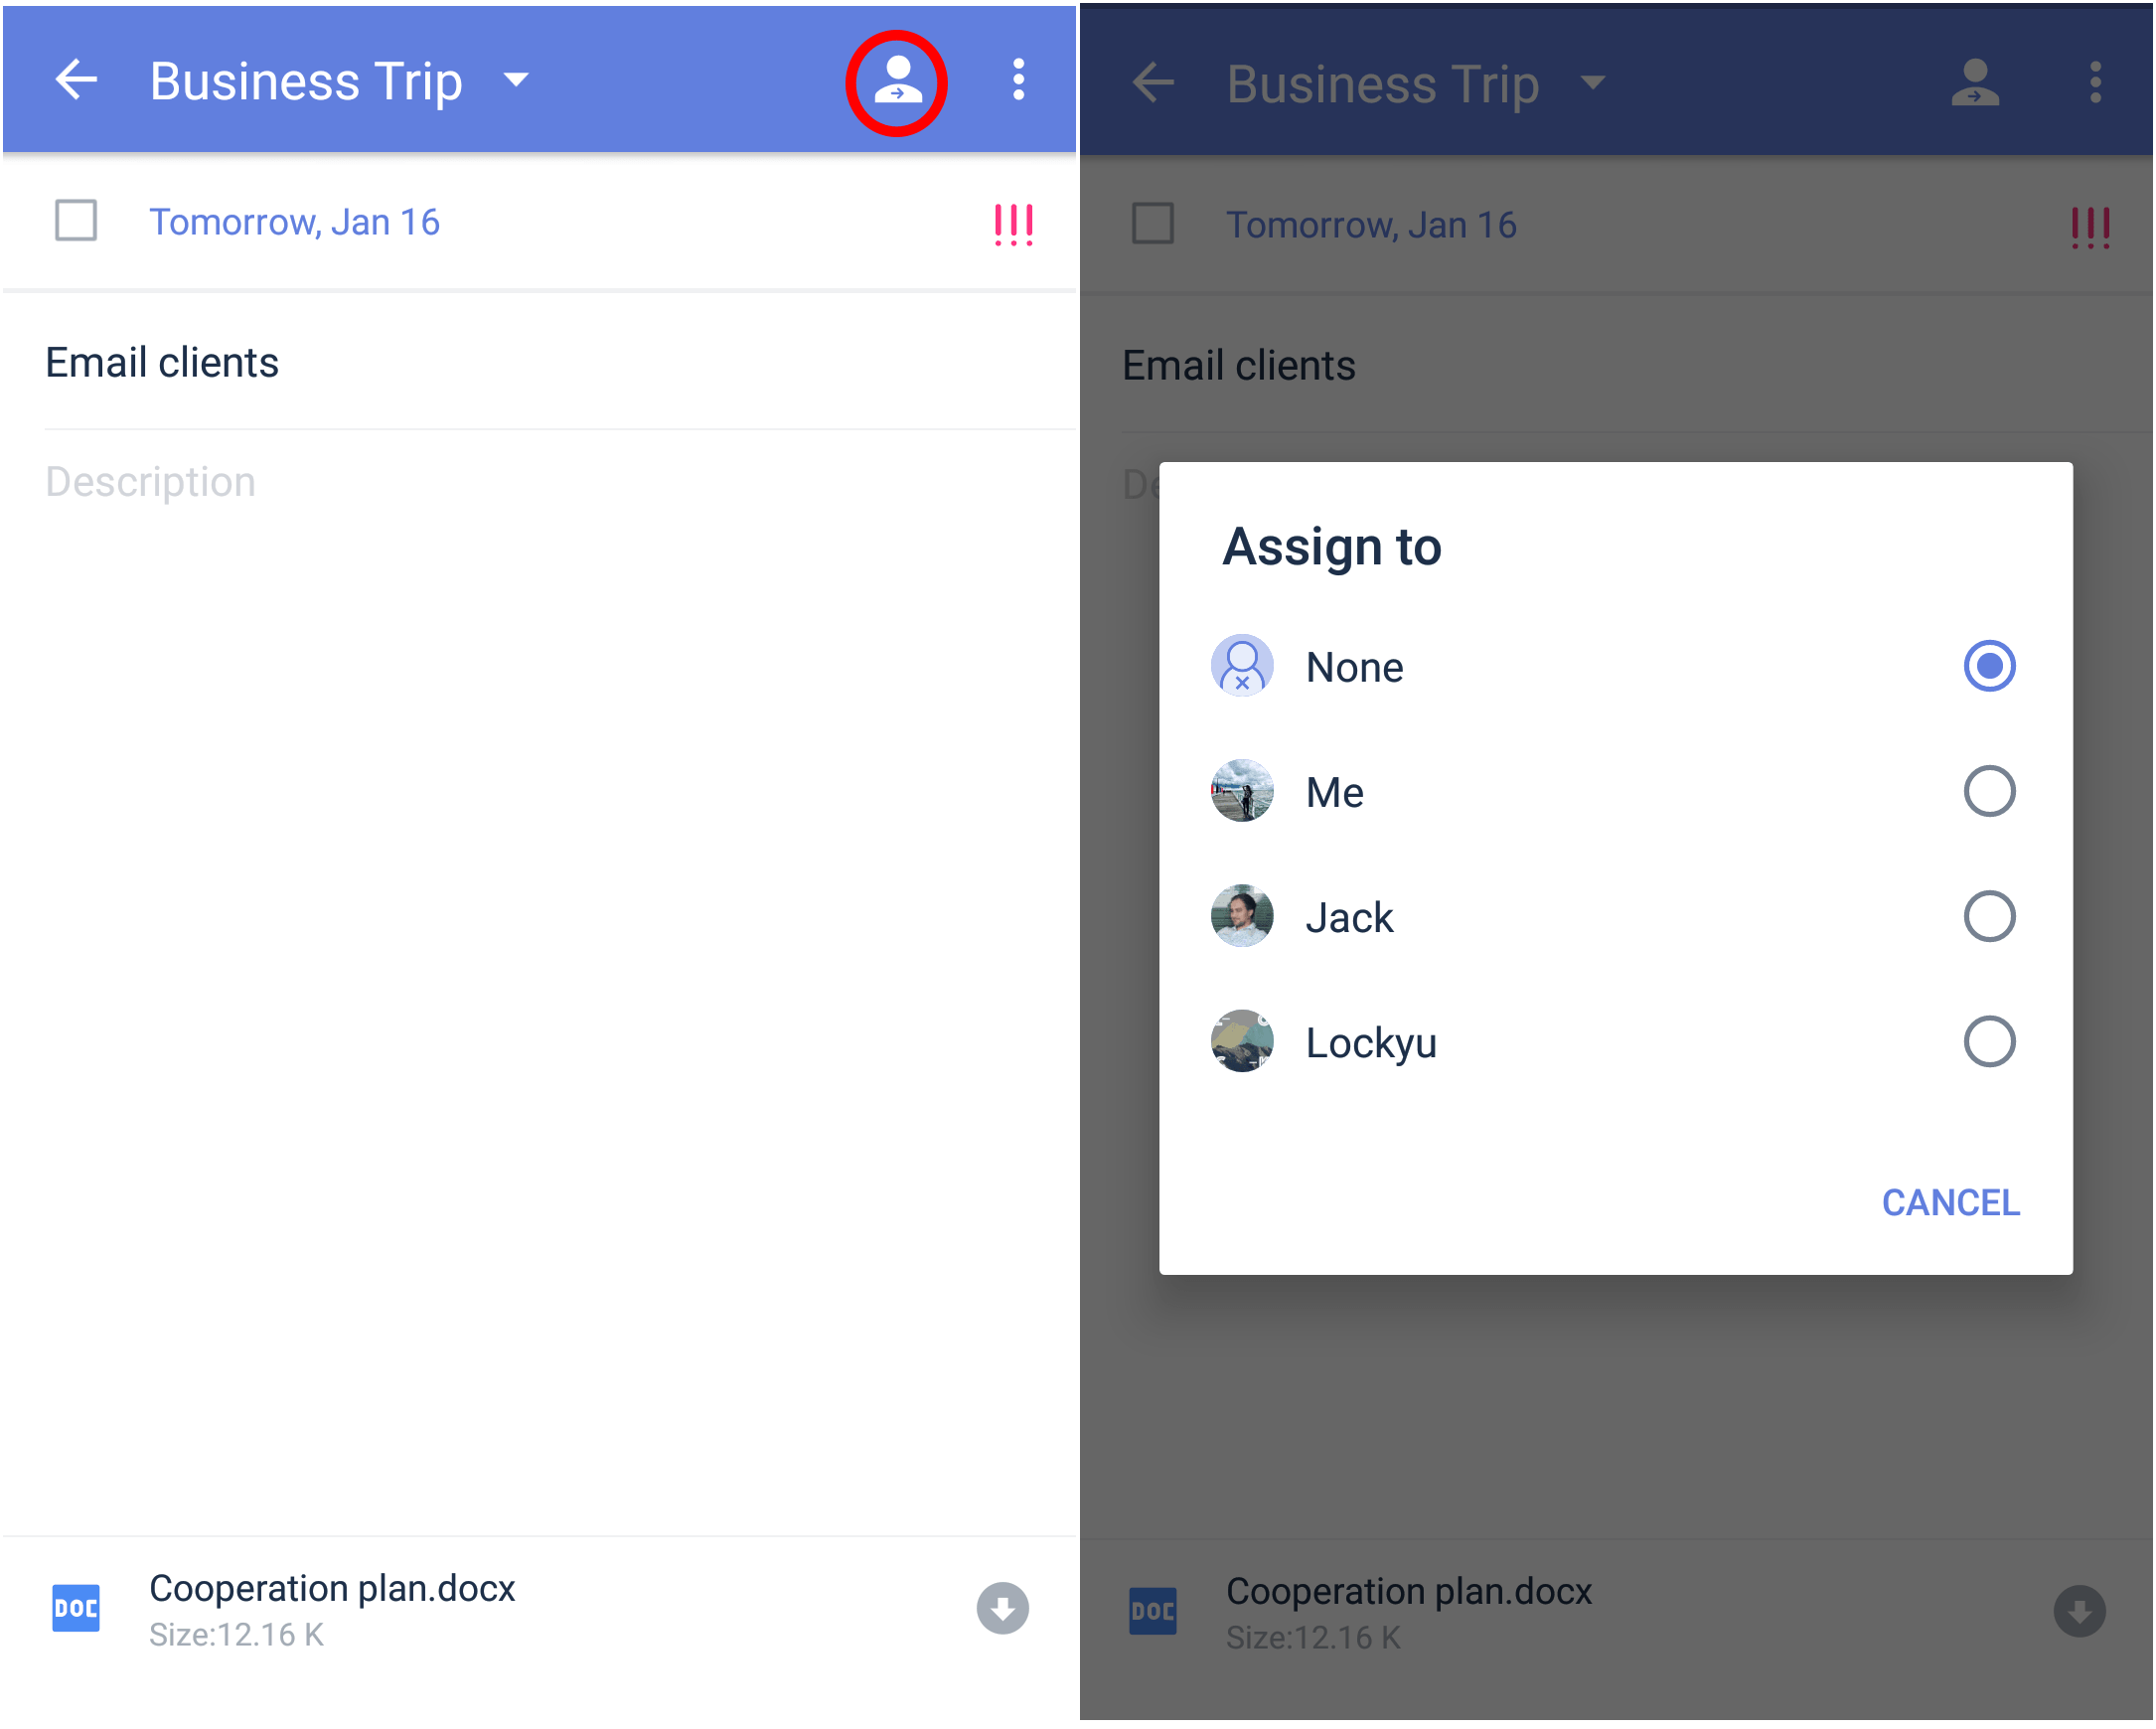 Business Trip
Tomorrow, Jan 16
!!!
Email clients
Description
DOC
Cooperation plan.docx
Size:12.16 K
Business Trip
Tomorrow, Jan 16
!!!
Email clients
De
Assign to
None
Me
Jack
Lockyu
CANCEL
DOC
Cooperation plan.docx
Size:12.16 K